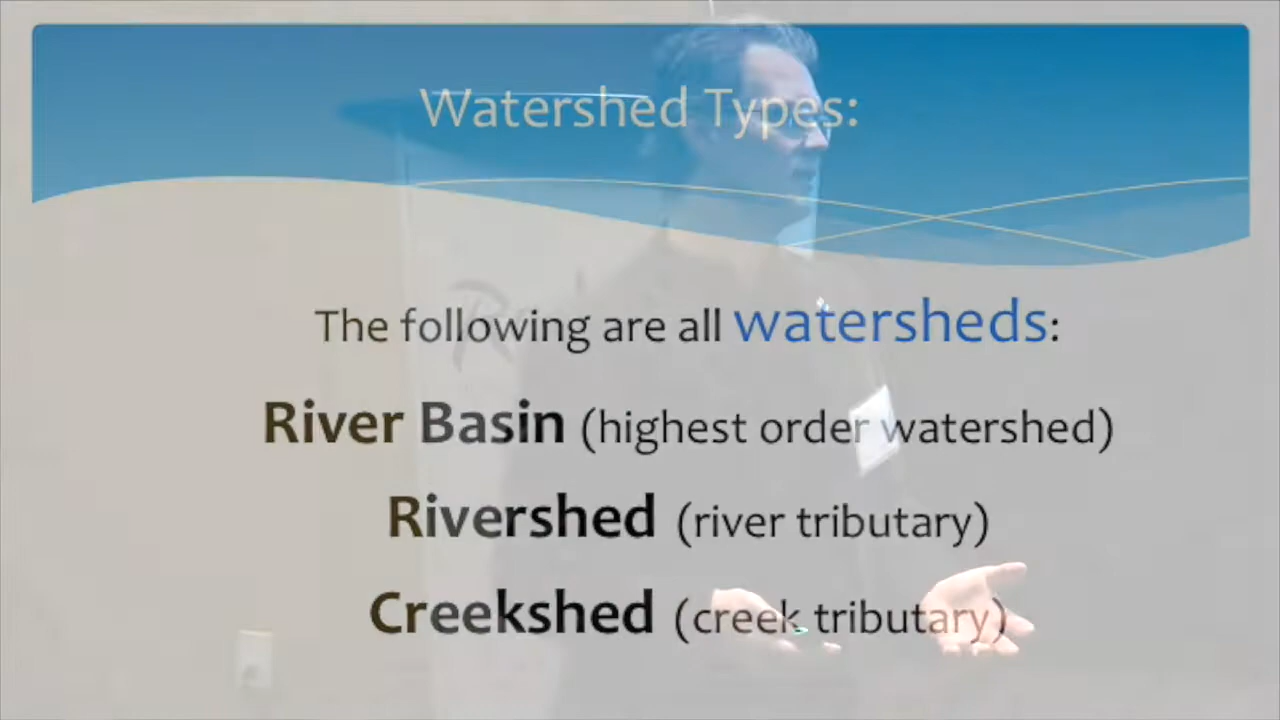 Watershed Types:
The following are all watersheds:
River Basin (highest order watershed)
Rivershed (river tributary)
Creekshed (creek tributary)